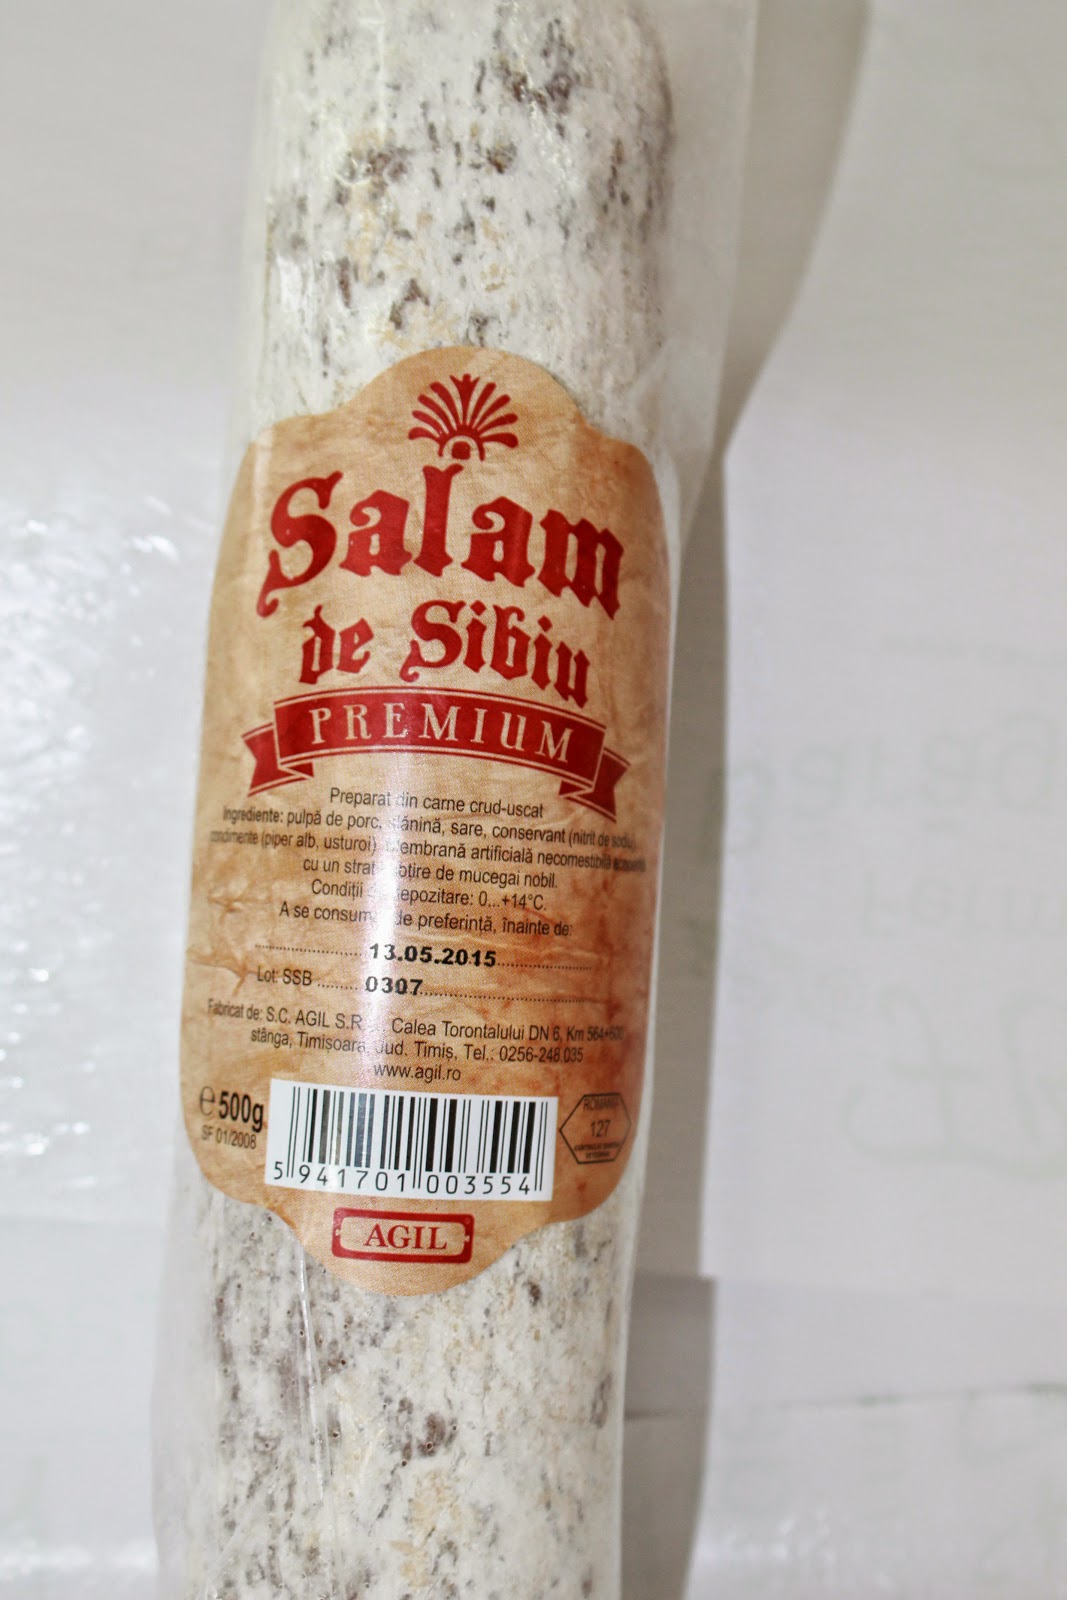 Salam
de Sibiu
PREMIUM
Preparat din carne crud-uscat
Ingrediente: pulpă de porc, slănină, sare, conservant (nitrit de sodiu),
condimente (piper alb, usturoi). Membrană artificială necomestibilă
cu un strat de mucegai nobil.
Condiții de depozitare: 0...+14°C.
A se consuma de preferință, înainte de:
13.05.2015
Lot: SSB 0307
Fabricat de: S.C. AGIL S.R. Calea Torontalului DN 6, Km 564+600
stânga, Timișoara, Jud. Timiș, Tel.: 0256-248.035
www.agil.ro
e 500g
SF 01/2008
ROMANIA
127
5 941701 003554
AGIL